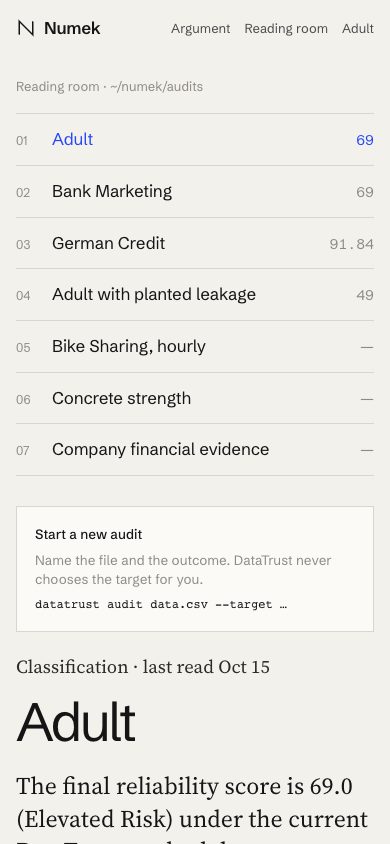 Numek
Argument Reading room Adult
Reading room · ~/numek/audits
01 Adult 69
02 Bank Marketing 69
03 German Credit 91.84
04 Adult with planted leakage 49
05 Bike Sharing, hourly —
06 Concrete strength —
07 Company financial evidence —
Start a new audit
Name the file and the outcome. DataTrust never
chooses the target for you.
datatrust audit data.csv --target …
Classification · last read Oct 15
Adult
The final reliability score is 69.0
(Elevated Risk) under the current